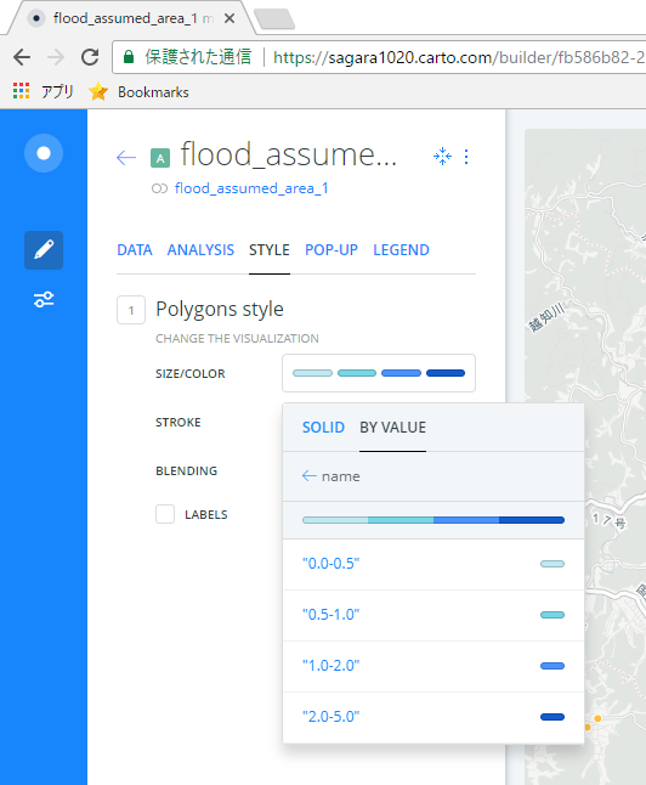 flood_assumed_area_1 m
保護された通信 https://sagara1020.carto.com/builder/fb586b82-2
アプリ Bookmarks
A flood_assume...
flood_assumed_area_1
DATA ANALYSIS STYLE POP-UP LEGEND
1 Polygons style
CHANGE THE VISUALIZATION
SIZE/COLOR
STROKE
BLENDING
LABELS
SOLID BY VALUE
name
"0.0-0.5"
"0.5-1.0"
"1.0-2.0"
"2.0-5.0"
越知川
17号